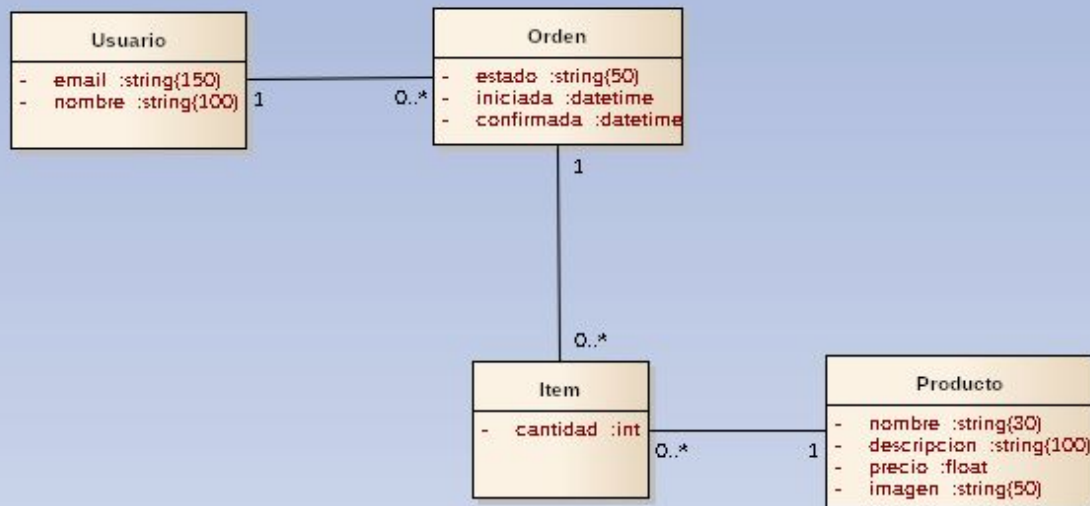 Usuario
- email :string(150)
- nombre :string(100)
1
0..*
Orden
- estado :string(50)
- iniciada :datetime
- confirmada :datetime
1
0..*
Item
- cantidad :int
0..*
1
Producto
- nombre :string(30)
- descripcion :string(100)
- precio :float
- imagen :string(50)